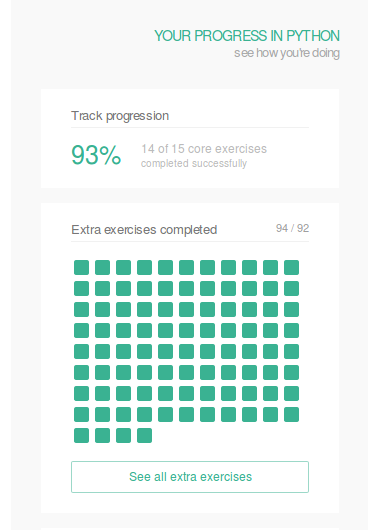 YOUR PROGRESS IN PYTHON
see how you're doing
Track progression
93%
14 of 15 core exercises
completed successfully
Extra exercises completed
94 / 92
See all extra exercises